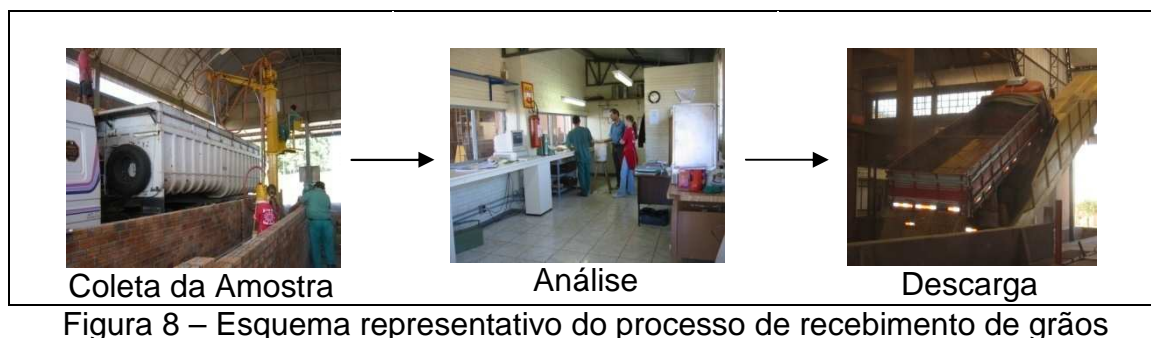 Coleta da Amostra
Análise
Descarga
Figura 8 – Esquema representativo do processo de recebimento de grãos